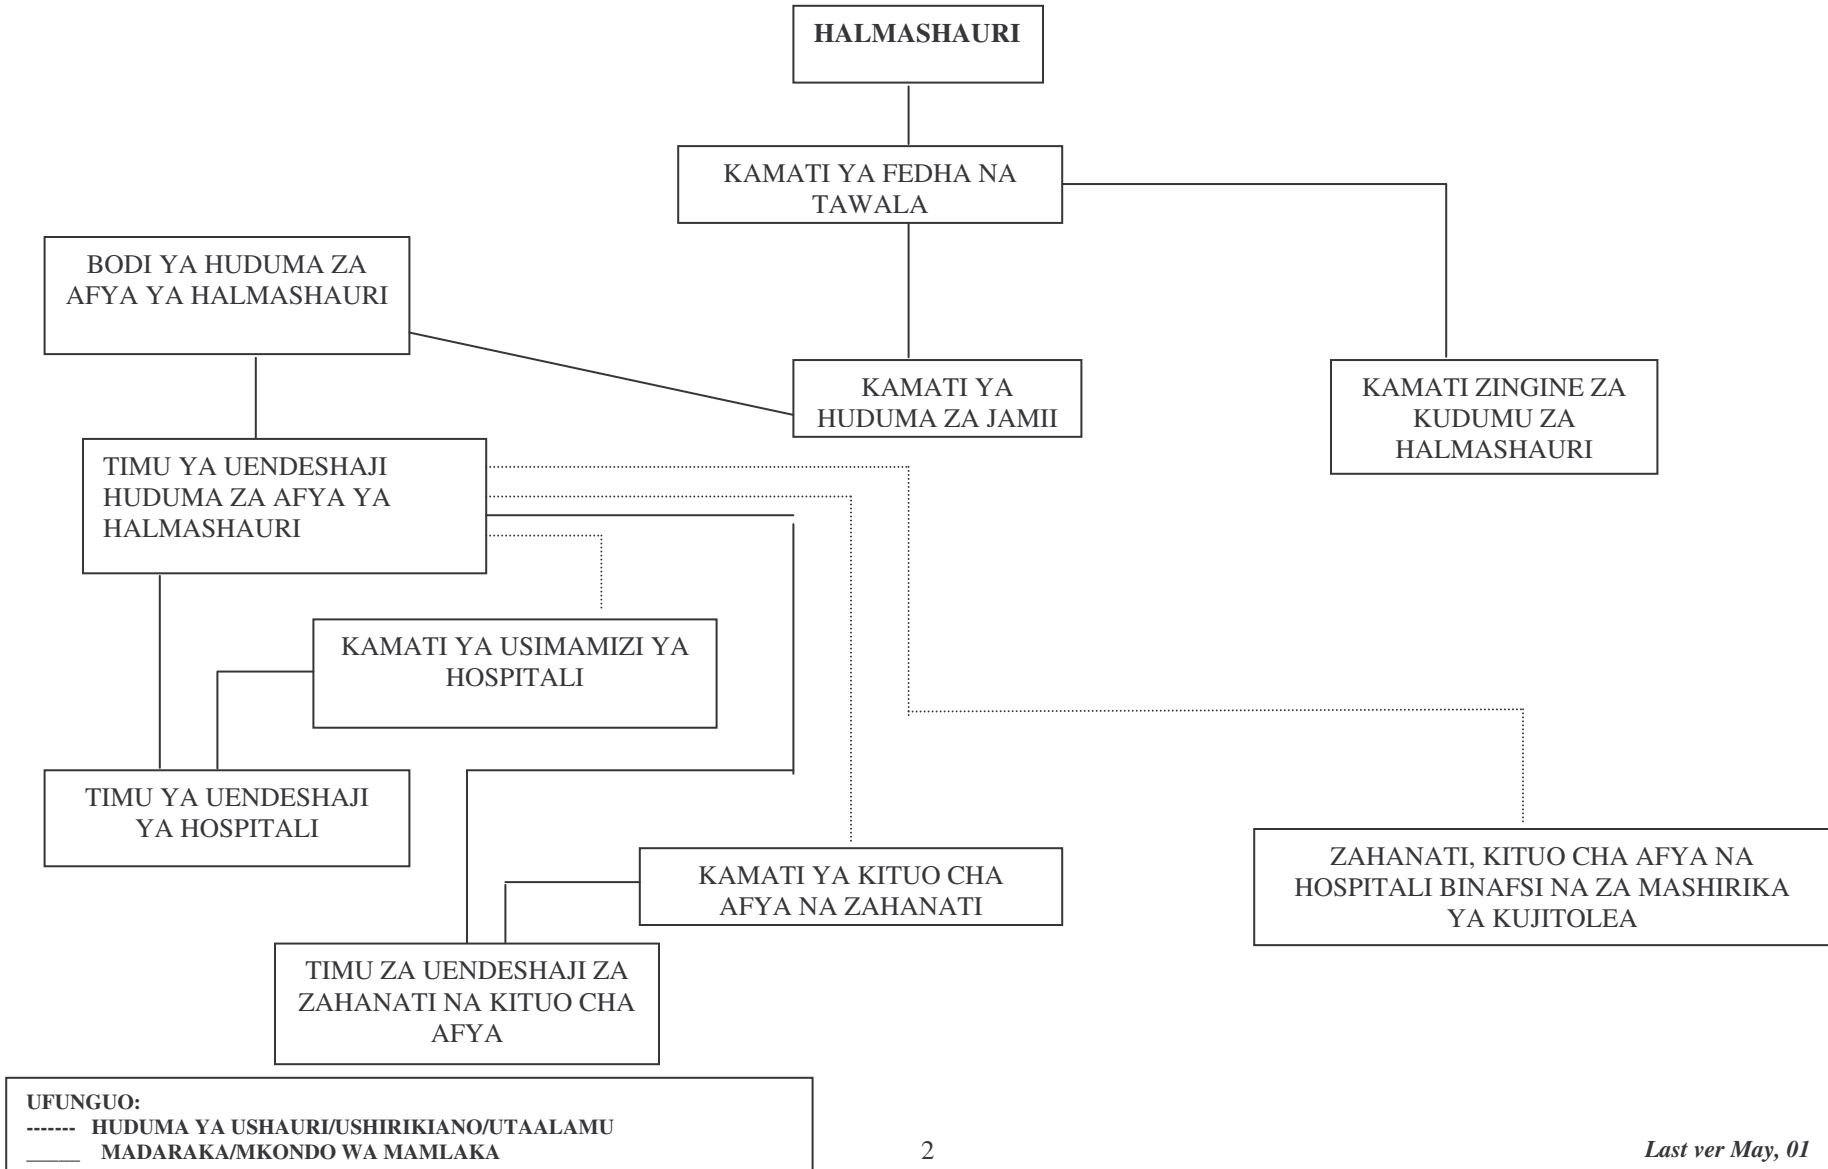 HALMASHAURI
KAMATI YA FEDHA NA
TAWALA
BODI YA HUDUMA ZA
AFYA YA HALMASHAURI
KAMATI YA
HUDUMA ZA JAMII
KAMATI ZINGINE ZA
KUDUMU ZA
HALMASHAURI
TIMU YA UENDESHAJI
HUDUMA ZA AFYA YA
HALMASHAURI
KAMATI YA USIMAMIZI YA
HOSPITALI
TIMU YA UENDESHAJI
YA HOSPITALI
KAMATI YA KITUO CHA
AFYA NA ZAHANATI
ZAHANATI, KITUO CHA AFYA NA
HOSPITALI BINAFSI NA ZA MASHIRIKA
YA KUJITOLEA
TIMU ZA UENDESHAJI ZA
ZAHANATI NA KITUO CHA
AFYA
UFUNGUO:
------- HUDUMA YA USHAURI/USHIRIKIANO/UTAALAMU
_____ MADARAKA/MKONDO WA MAMLAKA
2
Last ver May, 01